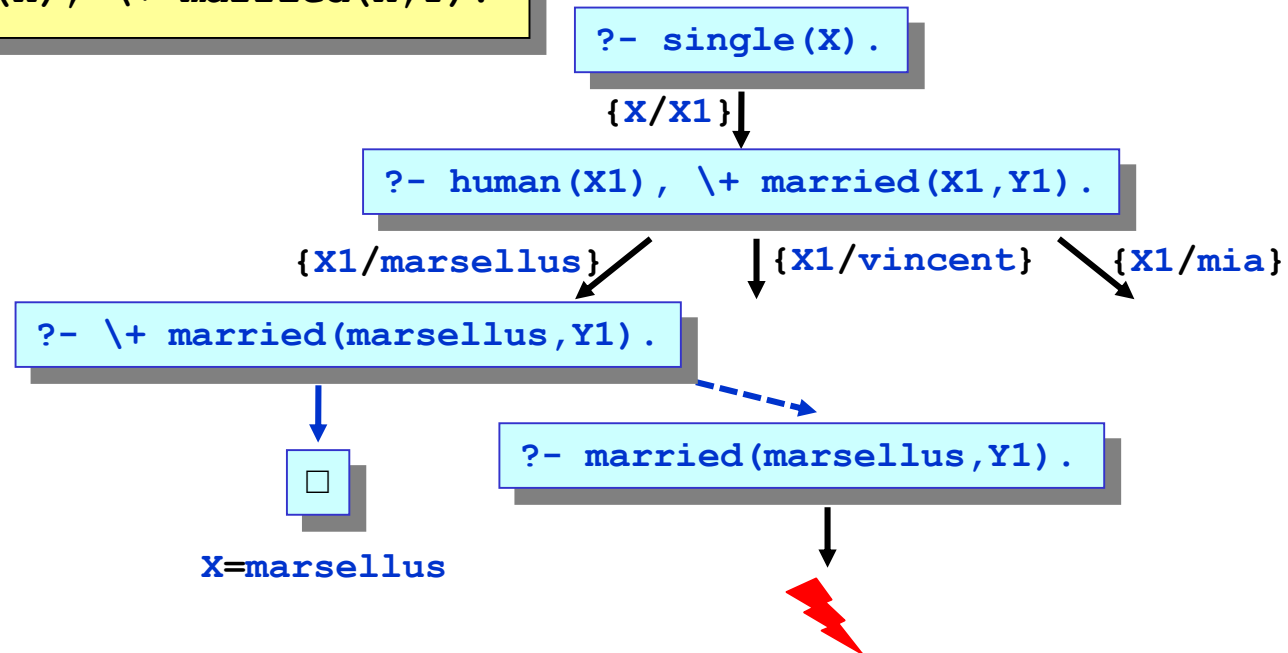 \+ married(X,Y).
?- single(X).
{X/X1}
?- human(X1), \+ married(X1,Y1).
{X1/marsellus}
{X1/vincent}
{X1/mia}
?- \+ married(marsellus,Y1).
?- married(marsellus,Y1).
□
X=marsellus